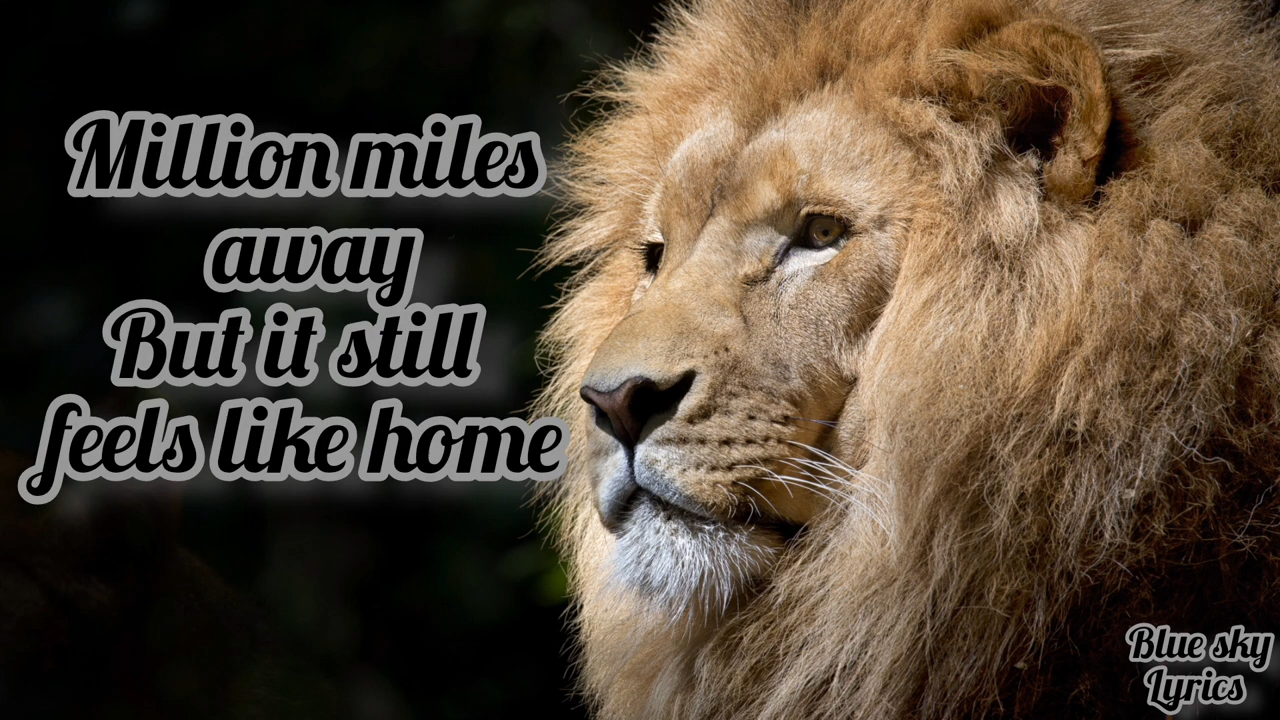 Million miles
away
But it still
feels like home
Blue sky
Lyrics